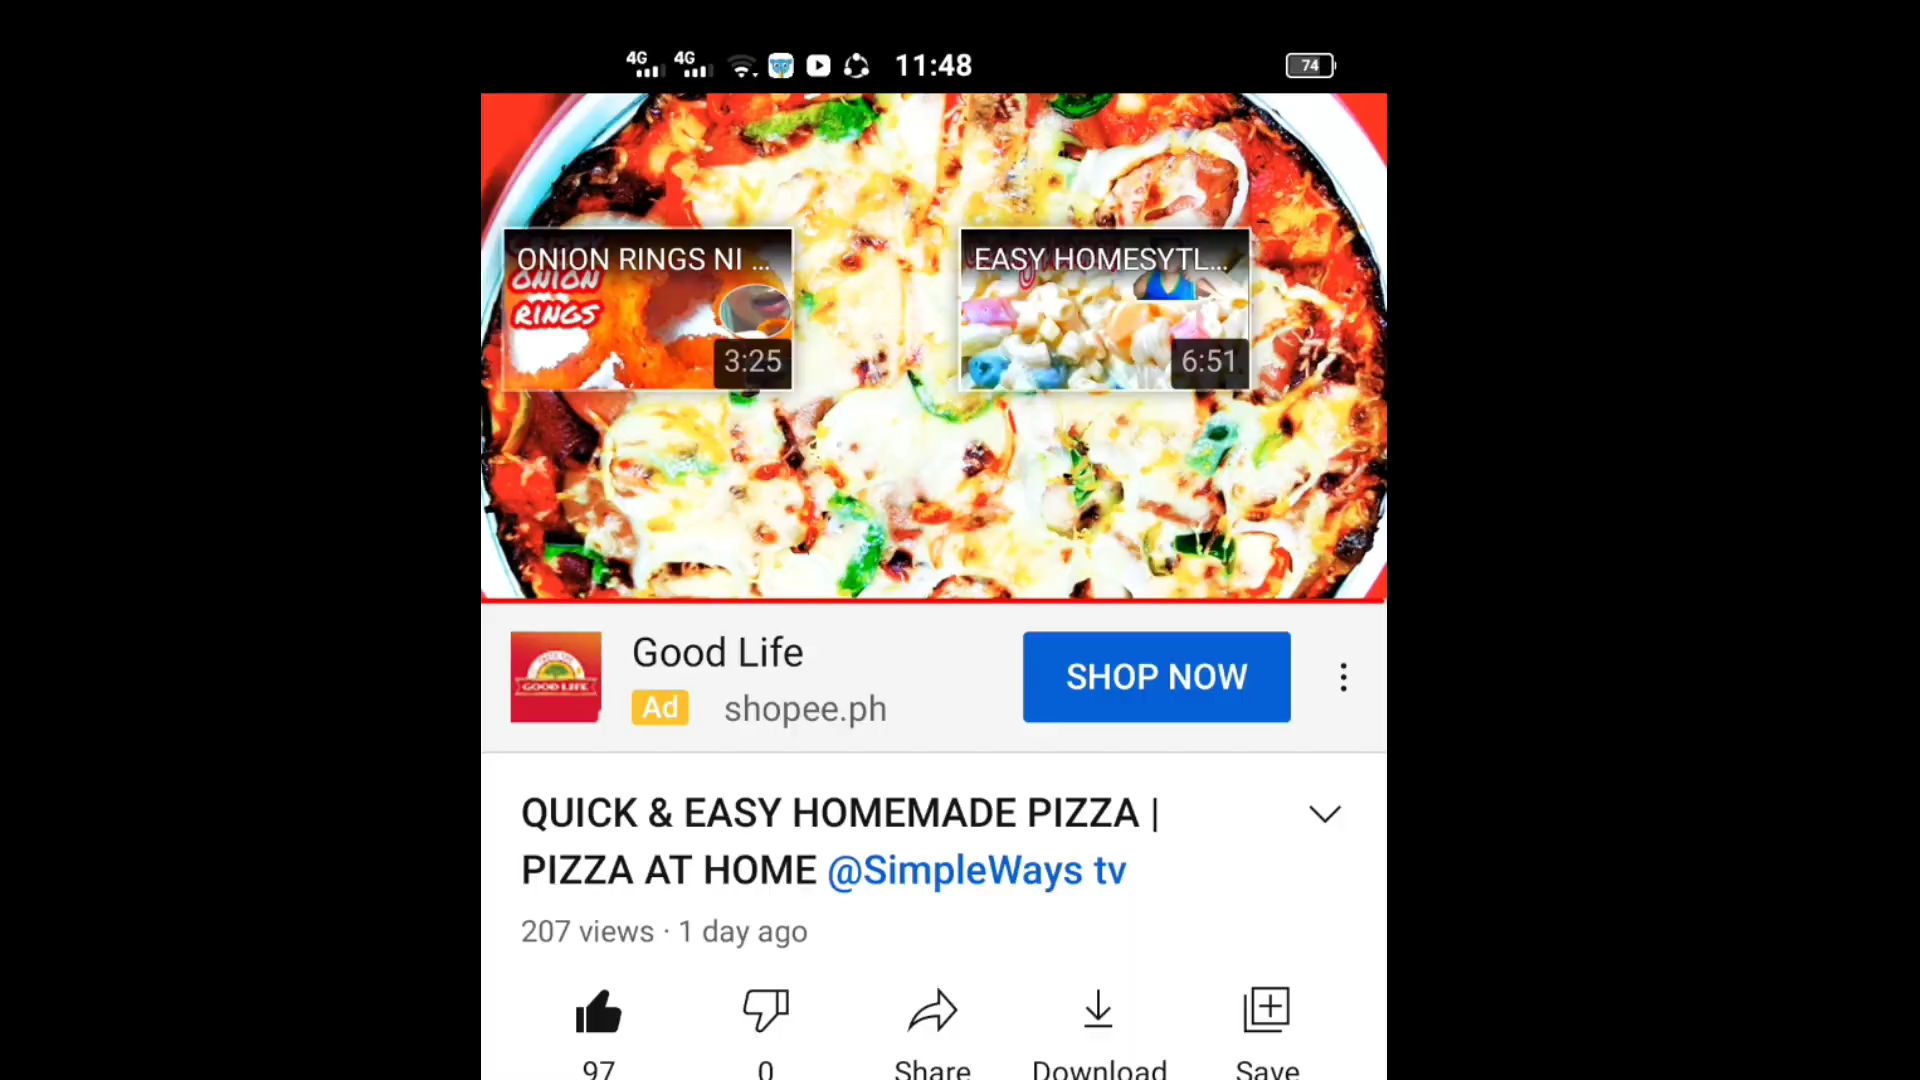 4G 4G 11:48 74
ONION RINGS NI ...
ONION
RINGS
3:25
EASY HOMESYTL...
6:51
Good Life
GOOD LIFE
SHOP NOW
Ad shopee.ph
QUICK & EASY HOMEMADE PIZZA |
PIZZA AT HOME @SimpleWays tv
207 views · 1 day ago
97 0 Share Download Save